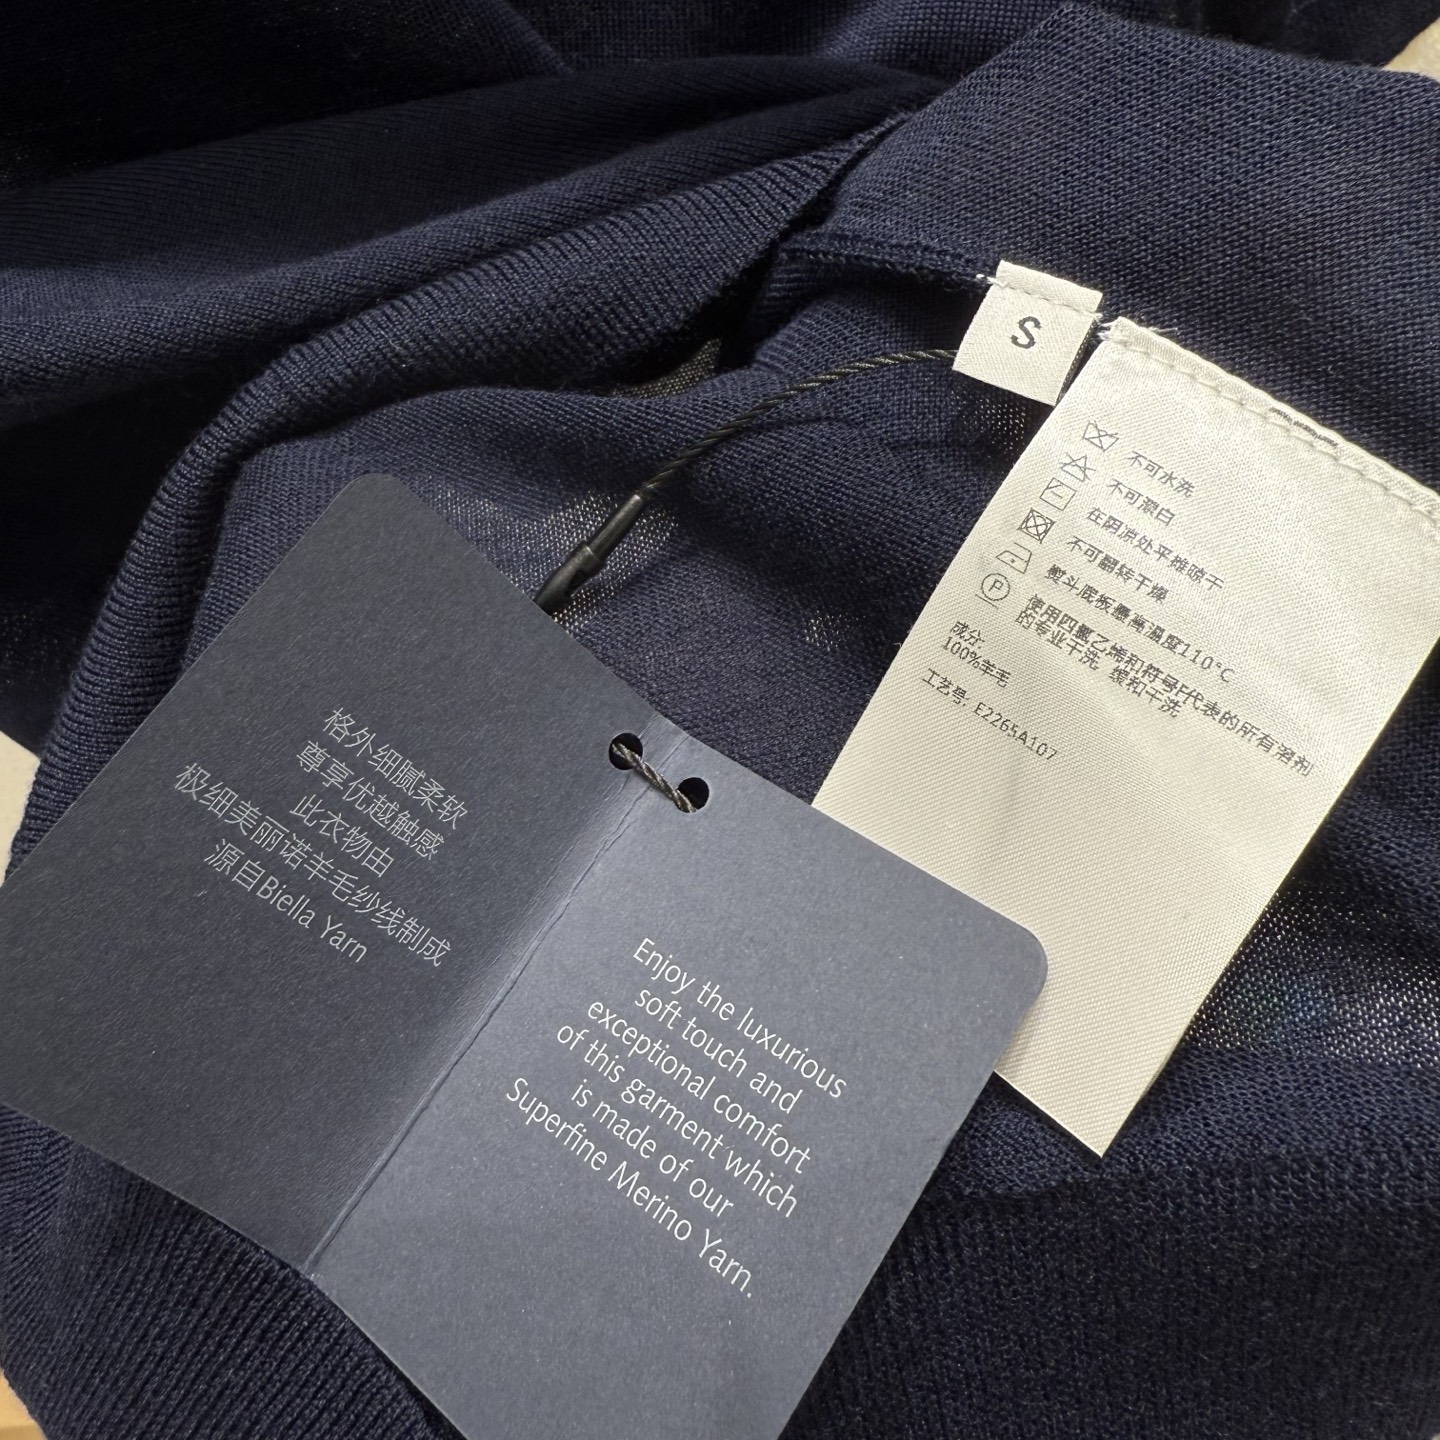 S
不可水洗
不可漂白
在阴凉处平摊晾干
不可翻转干燥
熨斗底板最高温度110°C
使用四氯乙烯和符号F代表的所有溶剂
的专业干洗 缓和干洗
成分:
100%羊毛
工艺号: E2265A107
格外细腻柔软
尊享优越触感
此衣物由
极细美丽诺羊毛纱线制成
源自Biella Yarn
Enjoy the luxurious
soft touch and
exceptional comfort
of this garment which
is made of our
Superfine Merino Yarn.